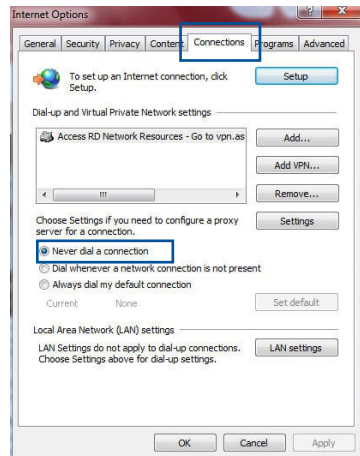 Internet Options
General Security Privacy Content Connections Programs Advanced
To set up an Internet connection, click
Setup.
Setup
Dial-up and Virtual Private Network settings
Access RD Network Resources - Go to vpn.as
Add...
Add VPN...
Remove...
Choose Settings if you need to configure a proxy
server for a connection.
Settings
Never dial a connection
Dial whenever a network connection is not present
Always dial my default connection
Current None
Set default
Local Area Network (LAN) settings
LAN Settings do not apply to dial-up connections.
Choose Settings above for dial-up settings.
LAN settings
OK Cancel Apply